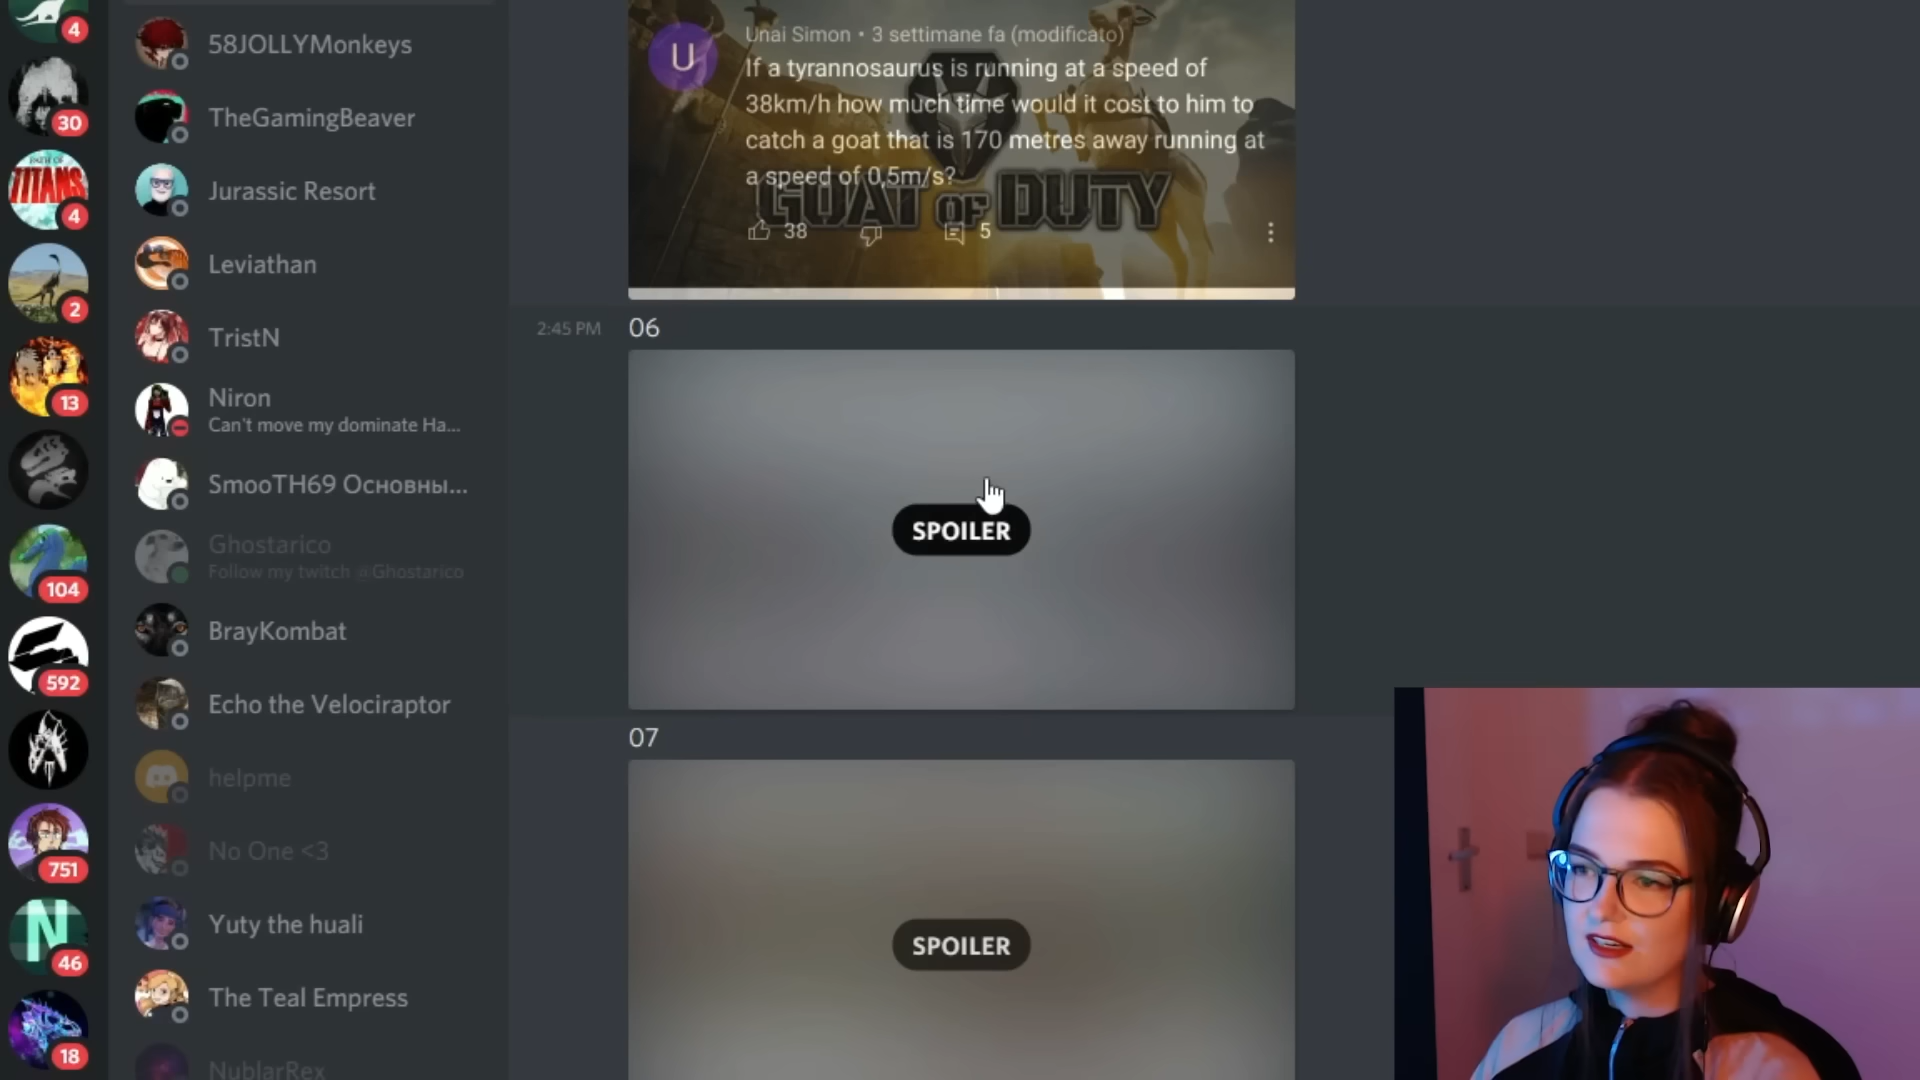 4
30
PATH OF
TITANS
4
2
13
104
592
751
N
46
18
58JOLLYMonkeys
TheGamingBeaver
Jurassic Resort
Leviathan
TristN
Niron
Can't move my dominate Ha...
SmooTH69 Основны...
Ghostarico
Follow my twitch @Ghostarico
BrayKombat
Echo the Velociraptor
helpme
No One <3
Yuty the huali
The Teal Empress
NublarRex
U
Unai Simon • 3 settimane fa (modificato)
If a tyrannosaurus is running at a speed of
38km/h how much time would it cost to him to
catch a goat that is 170 metres away running at
a speed of 0,5m/s?
GOAT OF DUTY
38
5
2:45 PM
06
SPOILER
07
SPOILER